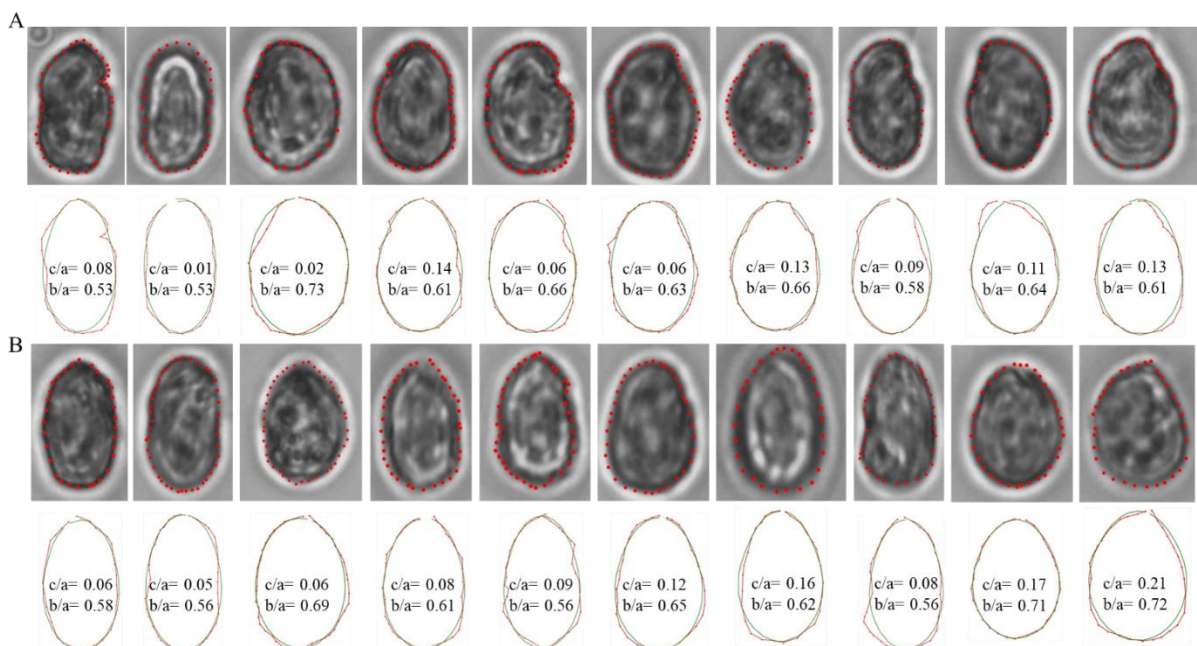 A
c/a= 0.08 c/a= 0.01 c/a= 0.02 c/a= 0.14 c/a= 0.06 c/a= 0.06 c/a= 0.13 c/a= 0.09 c/a= 0.11 c/a= 0.13
b/a= 0.53 b/a= 0.53 b/a= 0.73 b/a= 0.61 b/a= 0.66 b/a= 0.63 b/a= 0.66 b/a= 0.58 b/a= 0.64 b/a= 0.61
B
c/a= 0.06 c/a= 0.05 c/a= 0.06 c/a= 0.08 c/a= 0.09 c/a= 0.12 c/a= 0.16 c/a= 0.08 c/a= 0.17 c/a= 0.21
b/a= 0.58 b/a= 0.56 b/a= 0.69 b/a= 0.61 b/a= 0.56 b/a= 0.65 b/a= 0.62 b/a= 0.56 b/a= 0.71 b/a= 0.72